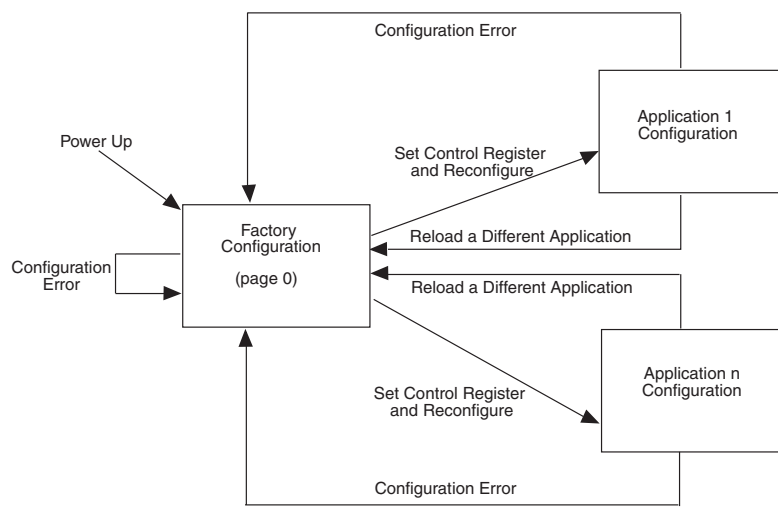 Configuration Error
Application 1
Configuration
Power Up
Set Control Register
and Reconfigure
Factory
Configuration
(page 0)
Reload a Different Application
Configuration
Error
Reload a Different Application
Application n
Configuration
Set Control Register
and Reconfigure
Configuration Error